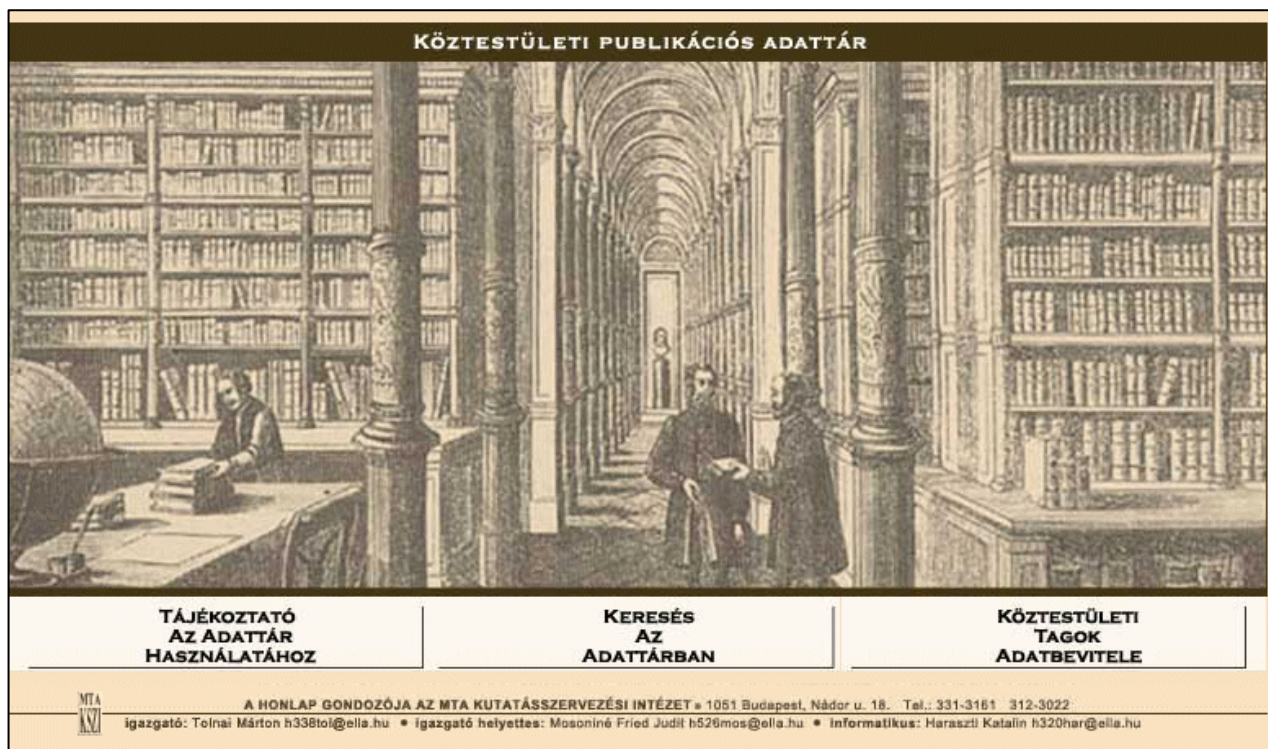 KÖZTESTÜLETI PUBLIKÁCIÓS ADATTÁR
TÁJÉKOZTATÓ
AZ ADATTÁR
HASZNÁLATÁHOZ
KERESÉS
AZ
ADATTÁRBAN
KÖZTESTÜLETI
TAGOK
ADATBEVITELE
MTA
KSZI
A HONLAP GONDOZÓJA AZ MTA KUTATÁSSZERVEZÉSI INTÉZET • 1051 Budapest, Nádor u. 18. Tel.: 331-3161 312-3022
igazgató: Tolnai Márton h338tol@ella.hu • igazgató helyettes: Mosoniné Fried Judit h526mos@ella.hu • informatikus: Haraszti Katalin h320har@ella.hu